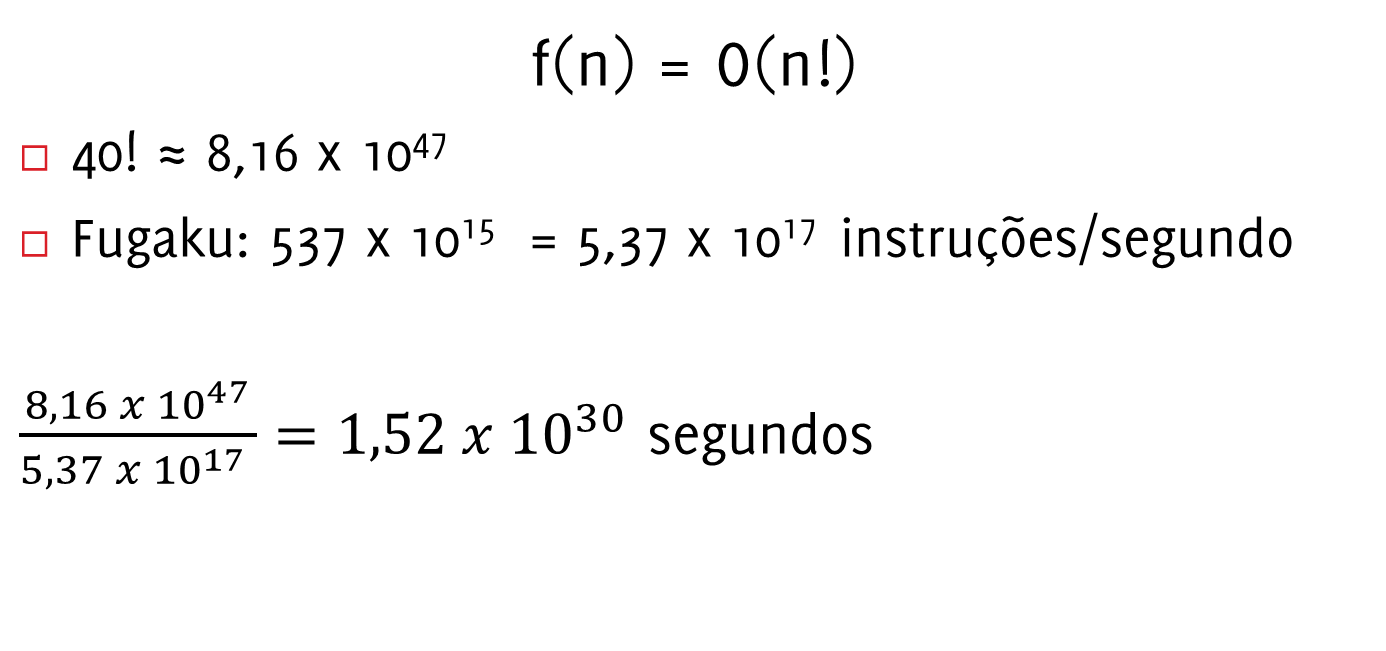 f(n) = O(n!)
□ 40! ≈ 8,16 x 10⁴⁷
□ Fugaku: 537 x 10¹⁵ = 5,37 x 10¹⁷ instruções/segundo
8,16 x 10⁴⁷
5,37 x 10¹⁷
= 1,52 x 10³⁰ segundos